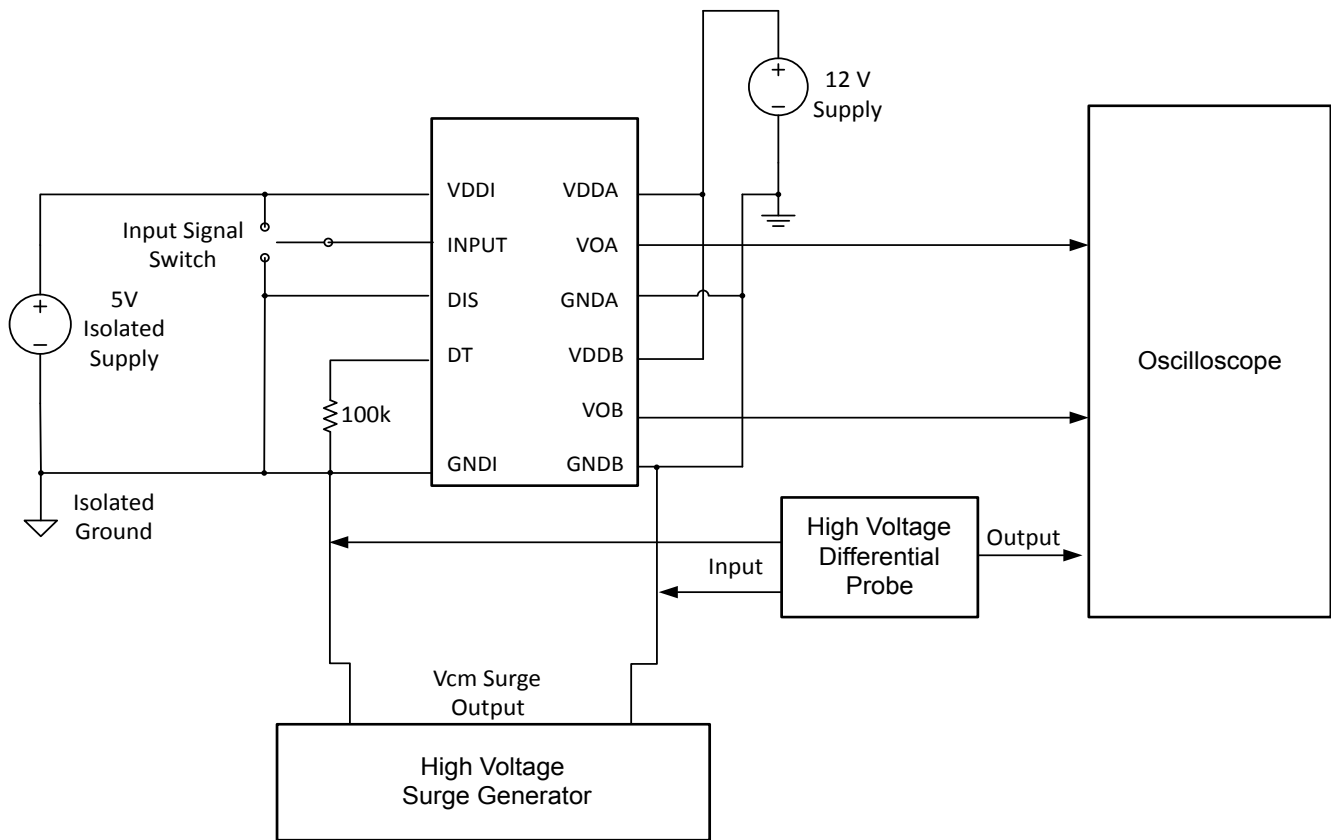 12 V
Supply
VDDI
VDDA
Input Signal
Switch
INPUT
VOA
5V
Isolated
Supply
DIS
GNDA
DT
VDDB
Oscilloscope
100k
VOB
GNDI
GNDB
Isolated
Ground
High Voltage
Differential
Probe
Output
Input
Vcm Surge
Output
High Voltage
Surge Generator